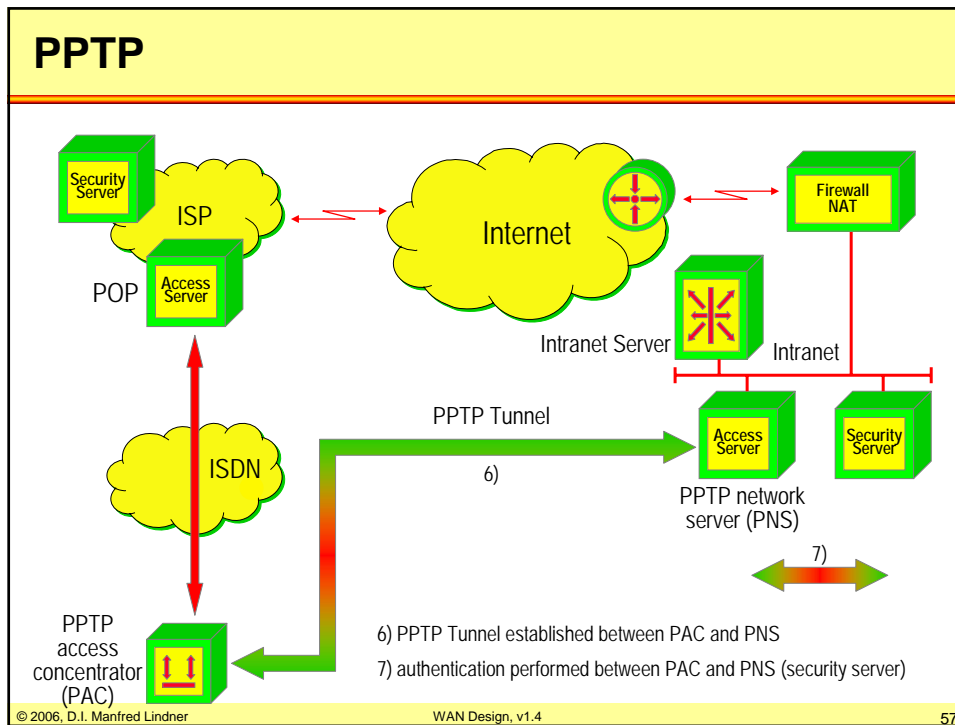 PPTP
Security
Server
ISP
Internet
Firewall
NAT
POP
Access
Server
Intranet Server
Intranet
PPTP Tunnel
Access
Server
Security
Server
6)
ISDN
PPTP network
server (PNS)
7)
PPTP
access
concentrator
(PAC)
6) PPTP Tunnel established between PAC and PNS
7) authentication performed between PAC and PNS (security server)
© 2006, D.I. Manfred Lindner
WAN Design, v1.4
57